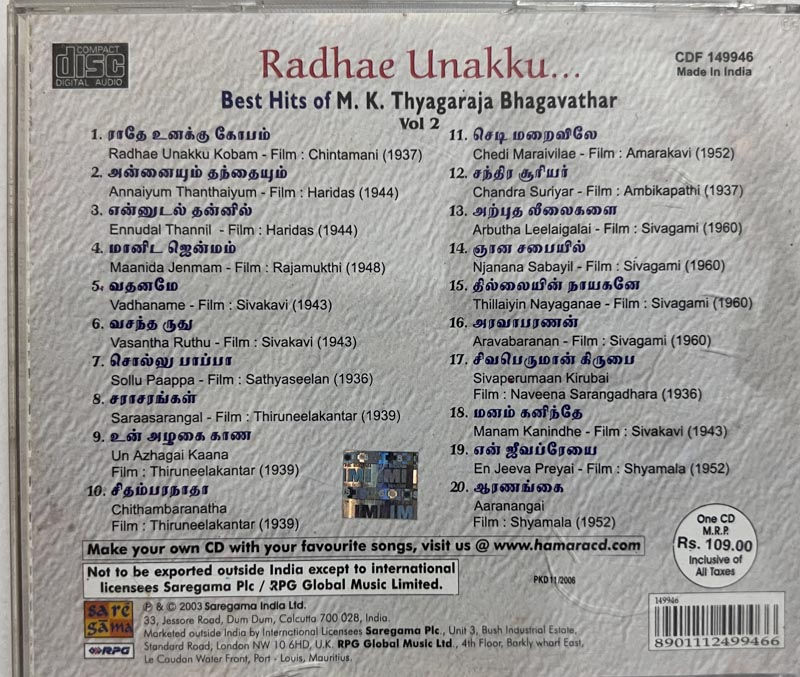 COMPACT
disc
DIGITAL AUDIO
Radhae Unakku...
CDF 149946
Made In India
Best Hits of M. K. Thyagaraja Bhagavathar
Vol 2
1. ராதே உனக்கு கோபம்
Radhae Unakku Kobam - Film : Chintamani (1937)
2. அன்னையும் தந்தையும்
Annaiyum Thanthaiyum - Film : Haridas (1944)
3. என்னுடல் தன்னில்
Ennudal Thannil - Film : Haridas (1944)
4. மானிட ஜென்மம்
Maanida Jenmam - Film : Rajamukthi (1948)
5. வதனமே
Vadhaname - Film : Sivakavi (1943)
6. வசந்த ருது
Vasantha Ruthu - Film : Sivakavi (1943)
7. சொல்லு பாப்பா
Sollu Paappa - Film : Sathyaseelan (1936)
8. சராசரங்கள்
Saraasarangal - Film : Thiruneelakantar (1939)
9. உன் அழகை காண
Un Azhagai Kaana
Film : Thiruneelakantar (1939)
10. சிதம்பரநாதா
Chithambaranatha
Film : Thiruneelakantar (1939)
11. செடி மறைவிலே
Chedi Maraivilae - Film : Amarakavi (1952)
12. சந்திர சூரியர்
Chandra Suriyar - Film : Ambikapathi (1937)
13. அற்புத லீலைகளை
Arbutha Leelaigalai - Film : Sivagami (1960)
14. ஞான சபையில்
Njanana Sabayil - Film : Sivagami (1960)
15. தில்லையின் நாயகனே
Thillaiyin Nayaganae - Film : Sivagami (1960)
16. அரவாபரணன்
Aravabaranan - Film : Sivagami (1960)
17. சிவபெருமான் கிருபை
Sivaperumaan Kirubai
Film : Naveena Sarangadhara (1936)
18. மனம் கனிந்தே
Manam Kanindhe - Film : Sivakavi (1943)
19. என் ஜீவப்ரேயை
En Jeeva Preyai - Film : Shyamala (1952)
20. ஆரணங்கை
Aaranangai
Film : Shyamala (1952)
One CD
M.R.P.
Rs. 109.00
Inclusive of
All Taxes
Make your own CD with your favourite songs, visit us @ www.hamaracd.com
Not to be exported outside India except to international
licensees Saregama Plc / RPG Global Music Limited.
PKD 11/2006
sare
gama
RPG
℗ & © 2003 Saregama India Ltd.
33, Jessore Road, Dum Dum, Calcutta 700 028, India.
Marketed outside India by International Licensees Saregama Plc., Unit 3, Bush Industrial Estate,
Standard Road, London NW 10 6HD, U.K. RPG Global Music Ltd., 4th Floor, Barkly wharf East,
Le Caudan Water Front, Port - Louis, Mauritius.
149946
8901112499466